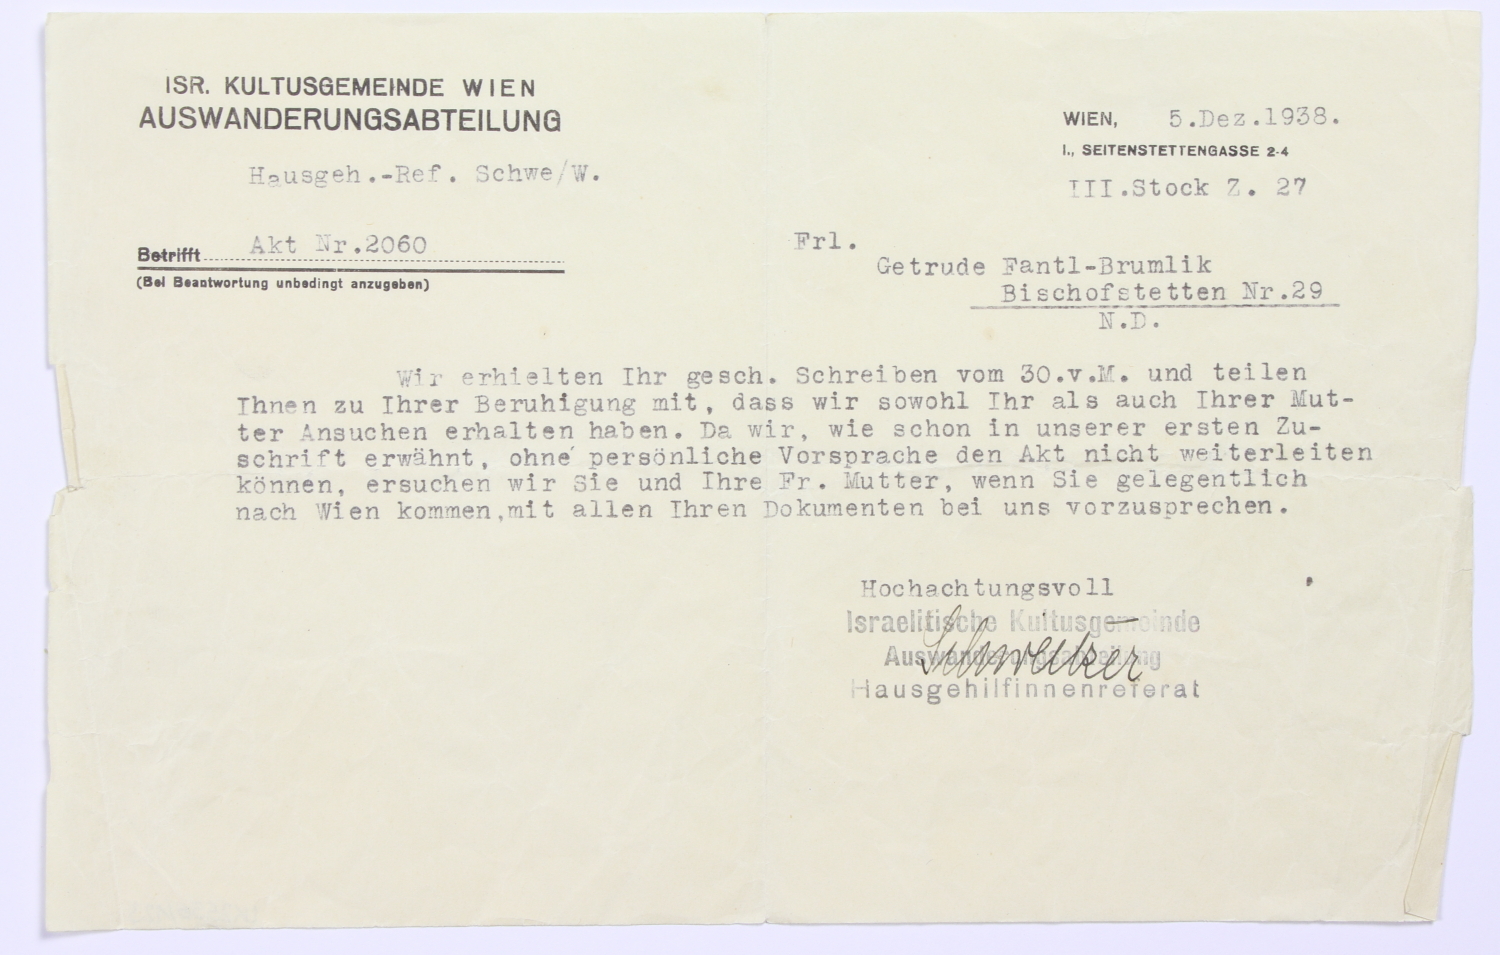 ISR. KULTUSGEMEINDE WIEN
AUSWANDERUNGSABTEILUNG
Hausgeh.-Ref. Schwe/W.
WIEN, 5.Dez.1938.
I., SEITENSTETTENGASSE 2-4
III.Stock Z. 27
Betrifft Akt Nr.2060
(Bei Beantwortung unbedingt anzugeben)
Frl.
Getrude Fantl-Brumlik
Bischofstetten Nr.29
N.D.
Wir erhielten Ihr gesch. Schreiben vom 30.v.M. und teilen
Ihnen zu Ihrer Beruhigung mit, dass wir sowohl Ihr als auch Ihrer Mut-
ter Ansuchen erhalten haben. Da wir, wie schon in unserer ersten Zu-
schrift erwähnt, ohne persönliche Vorsprache den Akt nicht weiterleiten
können, ersuchen wir Sie und Ihre Fr. Mutter, wenn Sie gelegentlich
nach Wien kommen,mit allen Ihren Dokumenten bei uns vorzusprechen.
Hochachtungsvoll
Israelitische Kultusgemeinde
Auswanderungsabteilung
Hausgehilfinnenreferat